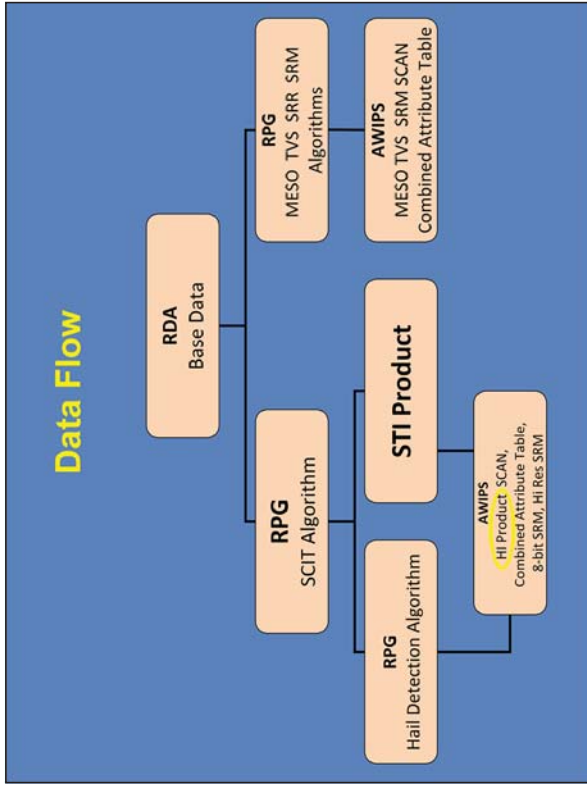 Data Flow
RDA
Base Data
RPG
SCIT Algorithm
RPG
MESO TVS SRR SRM
Algorithms
RPG
Hail Detection Algorithm
STI Product
AWIPS
MESO TVS SRM SCAN
Combined Attribute Table
AWIPS
HI Product SCAN,
Combined Attribute Table,
8-bit SRM, Hi Res SRM